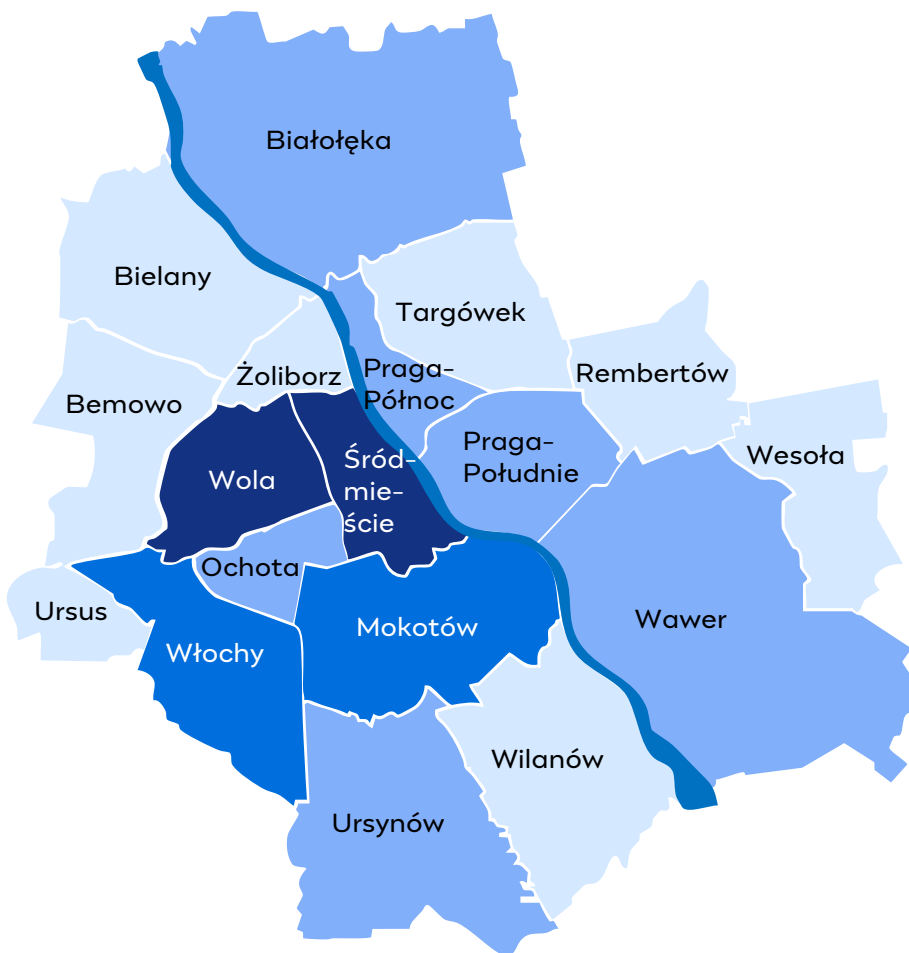 Białołęka
Bielany
Targówek
Żoliborz
Praga-
Północ
Rembertów
Bemowo
Praga-
Południe
Wesoła
Wola
Śród-
mie-
ście
Ochota
Ursus
Mokotów
Wawer
Włochy
Wilanów
Ursynów